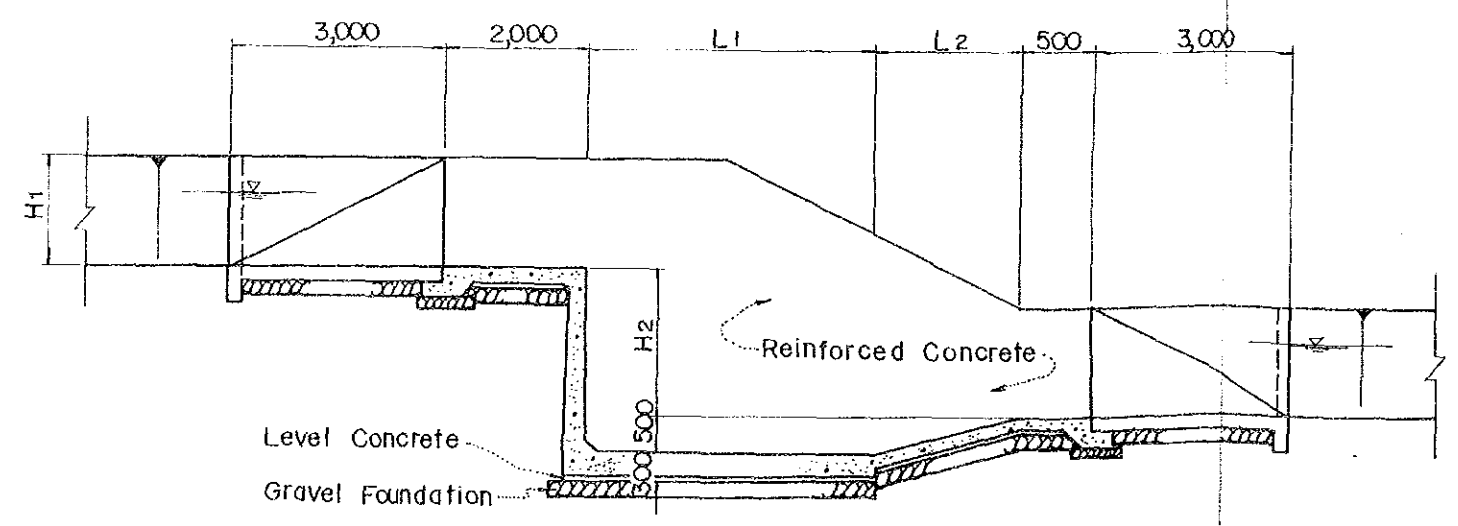 3,000 2,000 L1 L2 500 3,000
H1
H2
Reinforced Concrete
500
Level Concrete
300
Gravel Foundation